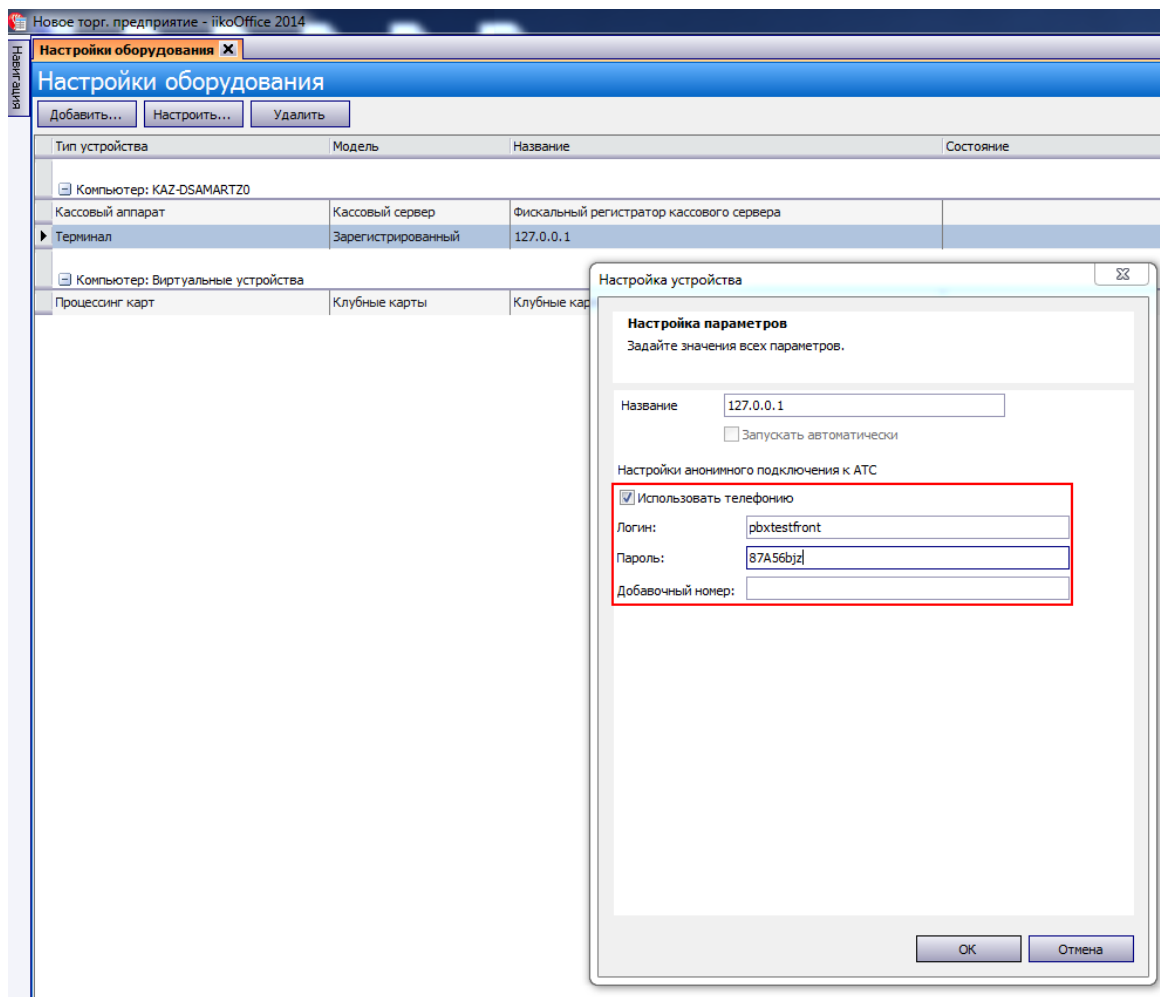 Новое торг. предприятие - iikoOffice 2014
Навигация
Настройки оборудования X
Настройки оборудования
Добавить... Настроить... Удалить
Тип устройства Модель Название Состояние
Компьютер: KAZ-DSAMARTZ0
Кассовый аппарат Кассовый сервер Фискальный регистратор кассового сервера
Терминал Зарегистрированный 127.0.0.1
Компьютер: Виртуальные устройства
Процессинг карт Клубные карты Клубные кар
Настройка устройства
Настройка параметров
Задайте значения всех параметров.
Название 127.0.0.1
Запускать автоматически
Настройки анонимного подключения к АТС
Использовать телефонию
Логин: pbxtestfront
Пароль: 87A56bjz
Добавочный номер:
OK Отмена